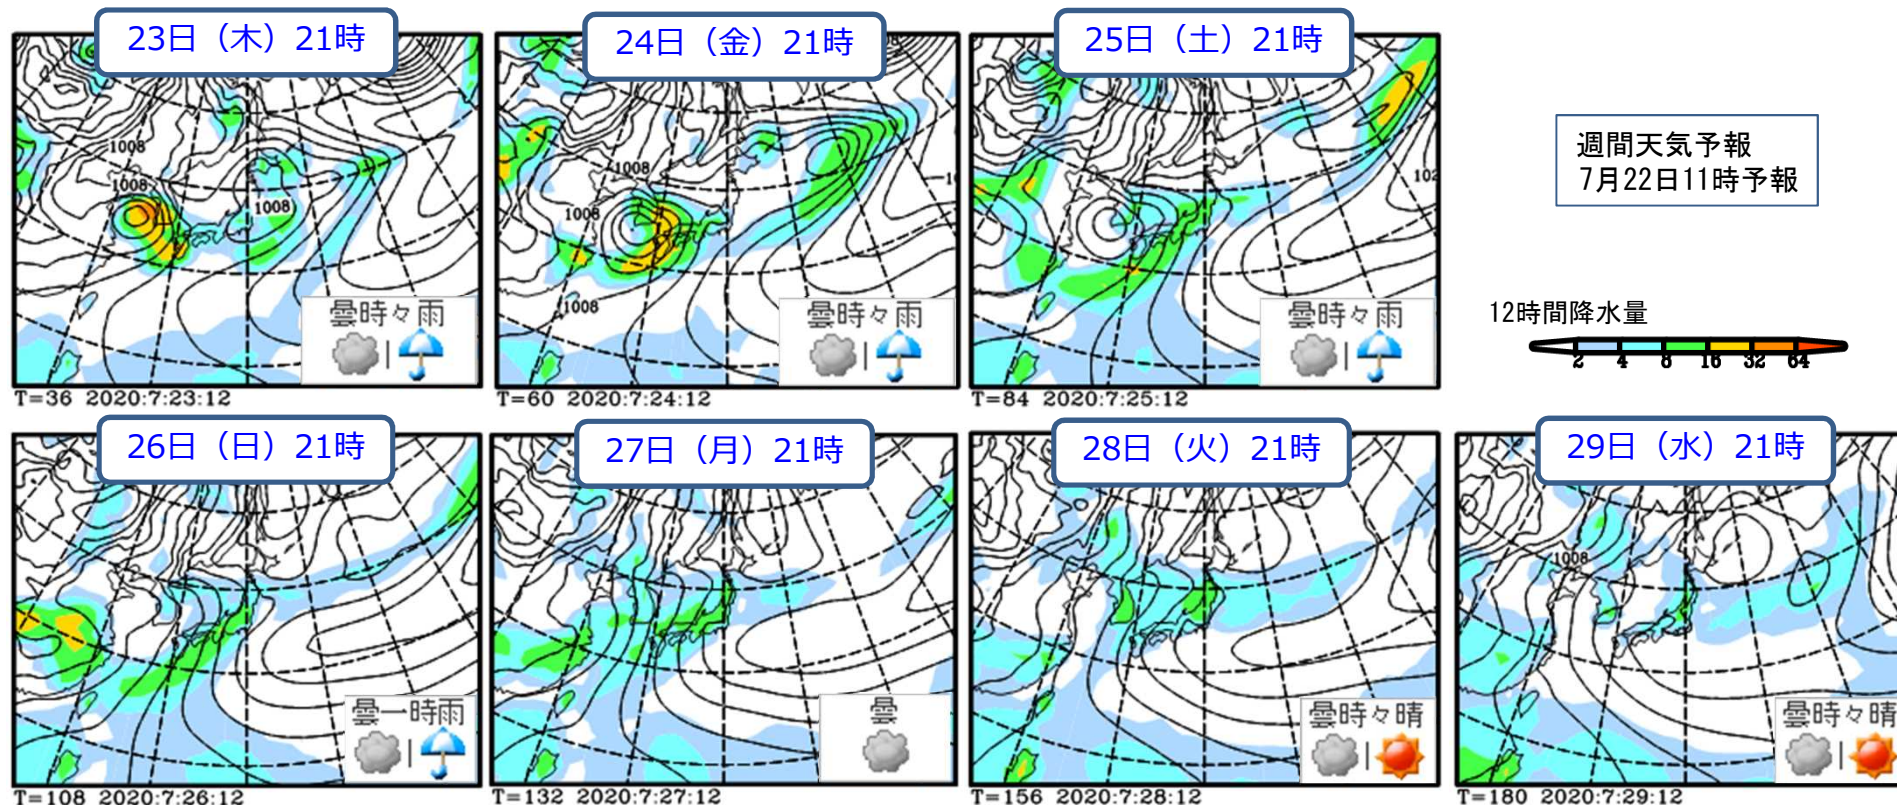 23日（木）21時
24日（金）21時
25日（土）21時
1008
1008
1008
曇時々雨
T=36 2020:7:23:12
1008
1008
1008
曇時々雨
T=60 2020:7:24:12
曇時々雨
T=84 2020:7:25:12
週間天気予報
7月22日11時予報
12時間降水量
2 4 8 16 32 64
26日（日）21時
27日（月）21時
28日（火）21時
29日（水）21時
曇一時雨
T=108 2020:7:26:12
曇
T=132 2020:7:27:12
曇時々晴
T=156 2020:7:28:12
1008
曇時々晴
T=180 2020:7:29:12